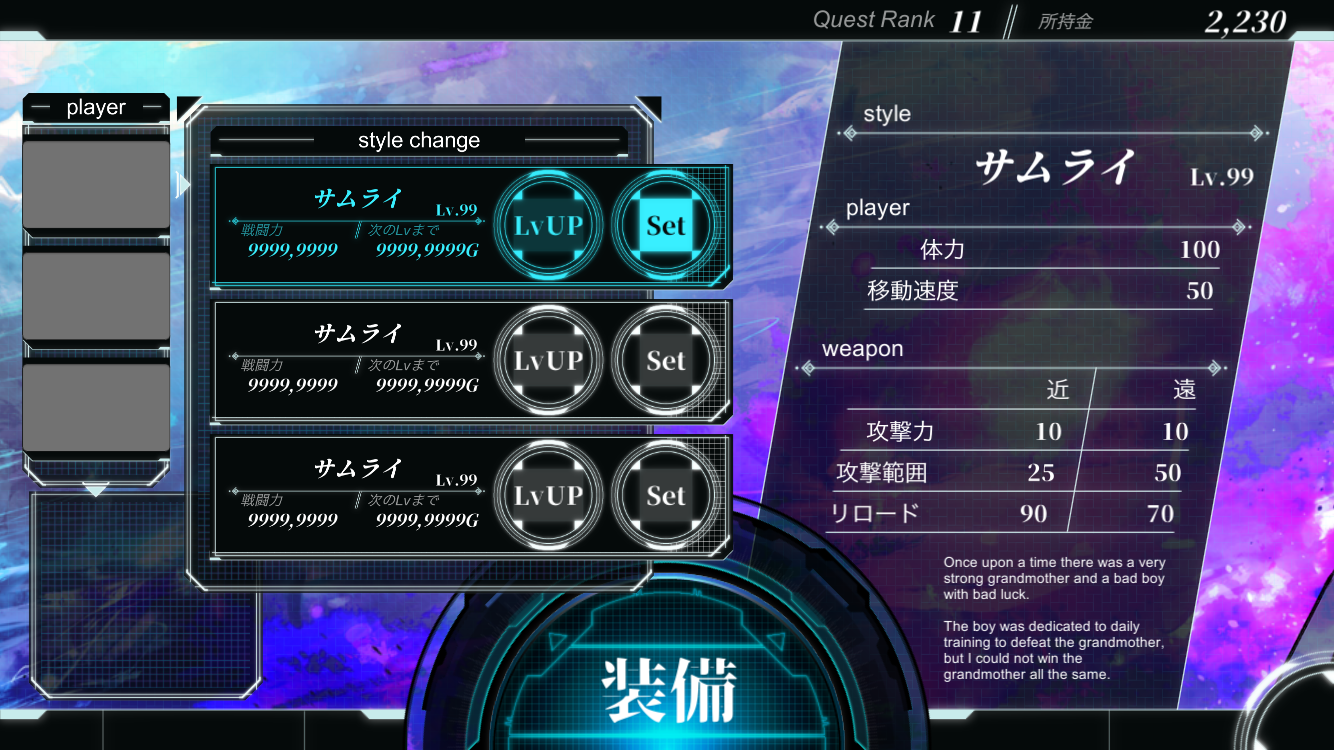 Quest Rank 11 所持金 2,230
player
style change
サムライ Lv.99
戦闘力 次のLvまで
9999,9999 9999,9999G
LvUP Set
サムライ Lv.99
戦闘力 次のLvまで
9999,9999 9999,9999G
LvUP Set
サムライ Lv.99
戦闘力 次のLvまで
9999,9999 9999,9999G
LvUP Set
装備
style
サムライ Lv.99
player
体力 100
移動速度 50
weapon
近 遠
攻撃力 10 10
攻撃範囲 25 50
リロード 90 70
Once upon a time there was a very
strong grandmother and a bad boy
with bad luck.
The boy was dedicated to daily
training to defeat the grandmother,
but I could not win the
grandmother all the same.